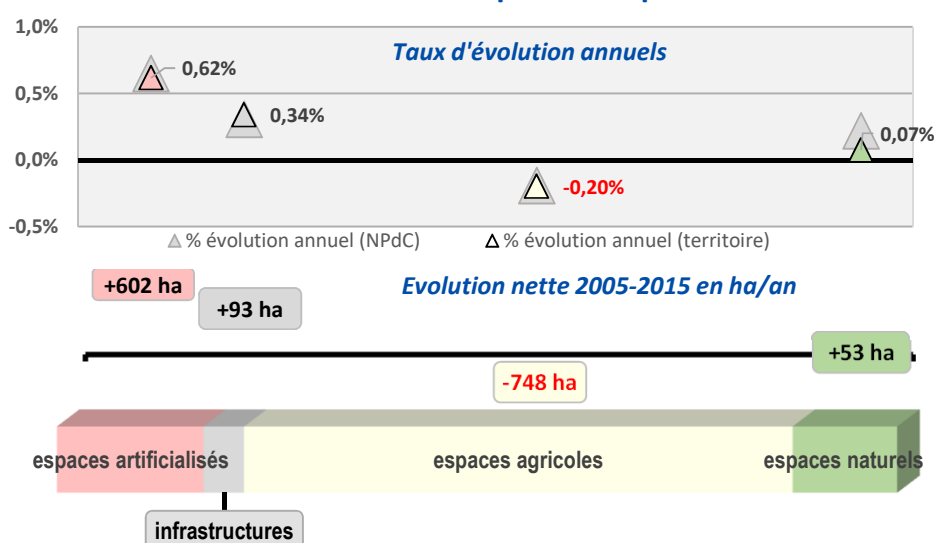 1,0%
Taux d'évolution annuels
0,62%
0,5%
0,34%
0,07%
0,0%
-0,20%
-0,5%
% évolution annuel (NPdC) % évolution annuel (territoire)
+602 ha
Evolution nette 2005-2015 en ha/an
+93 ha
+53 ha
-748 ha
espaces artificialisés espaces agricoles espaces naturels
infrastructures